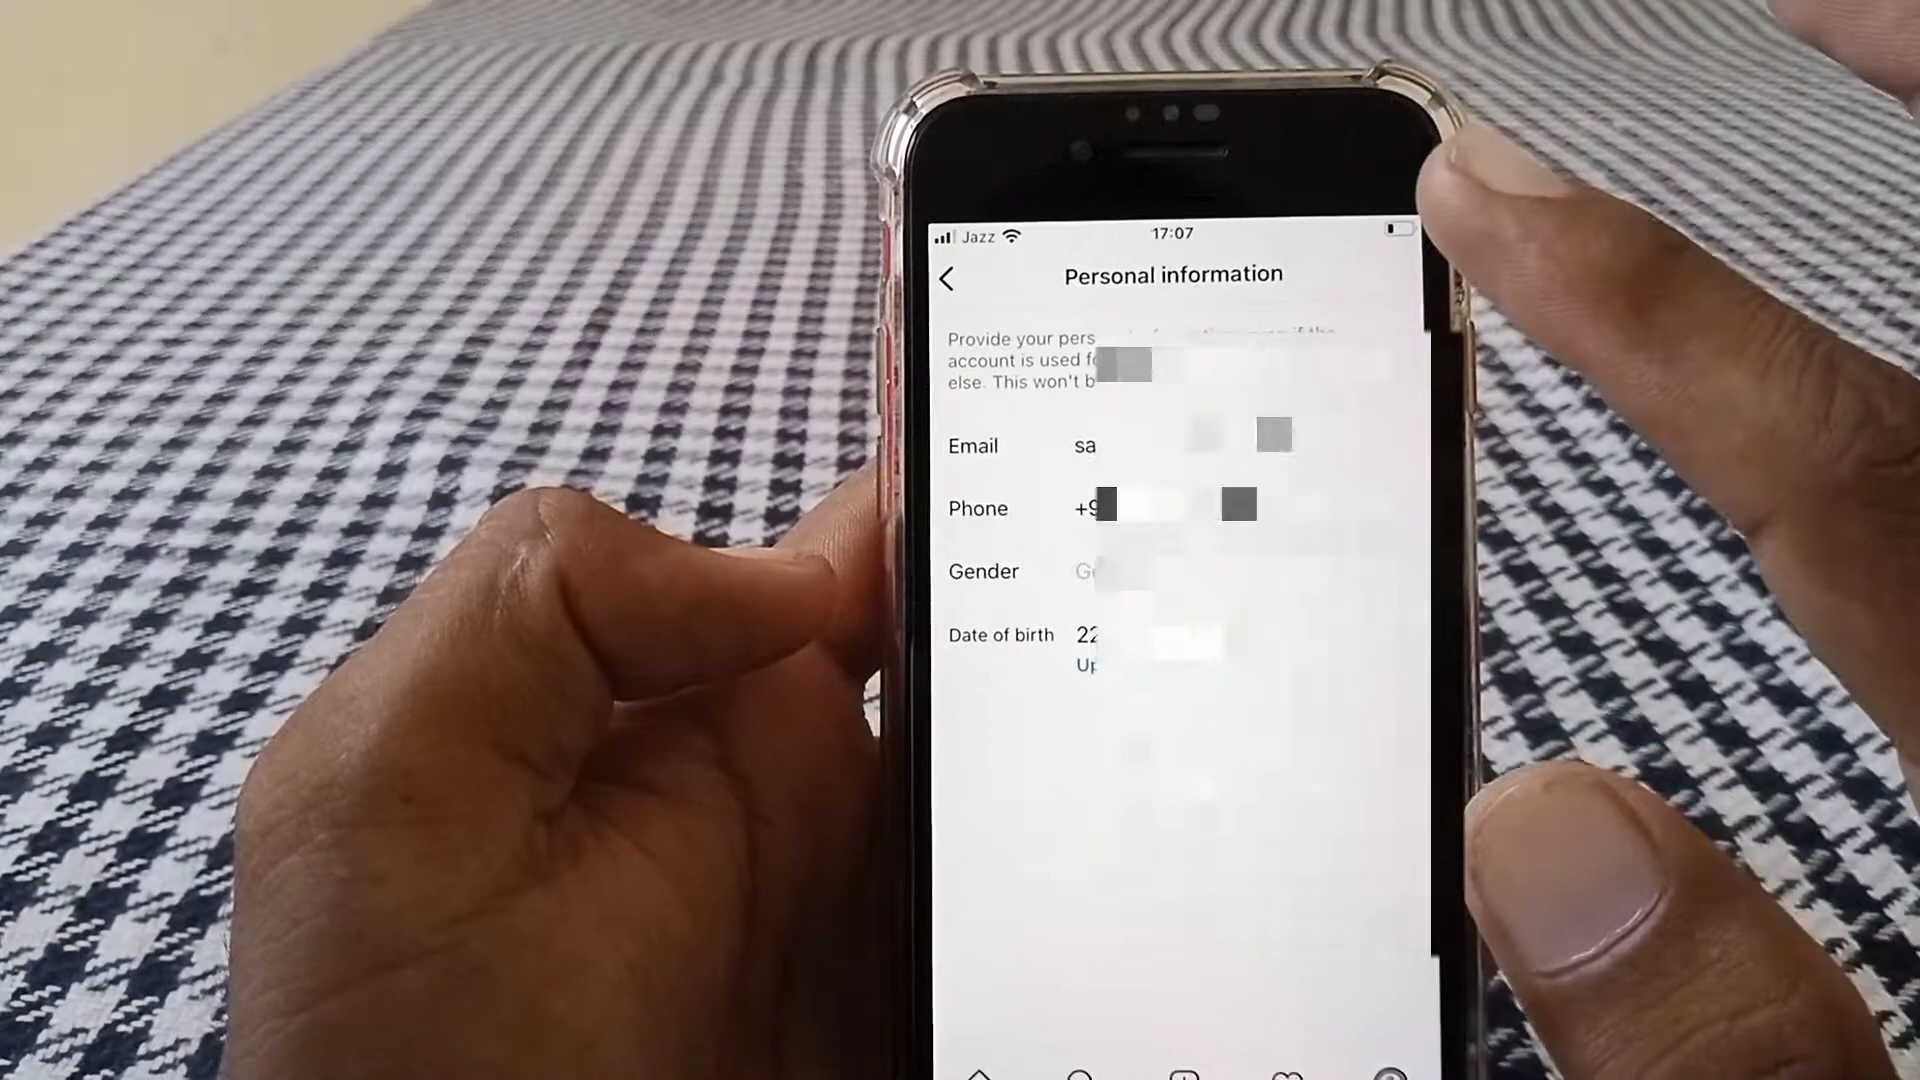 Jazz 17:07
Personal information
Provide your pers
account is used
else. This won't b
Email sa
Phone +9
Gender
Date of birth 22
Up